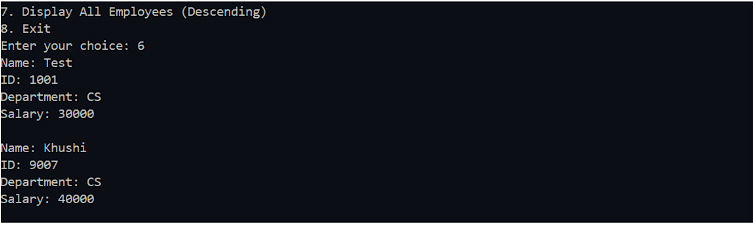 7. Display All Employees (Descending)
8. Exit
Enter your choice: 6
Name: Test
ID: 1001
Department: CS
Salary: 30000
Name: Khushi
ID: 9007
Department: CS
Salary: 40000